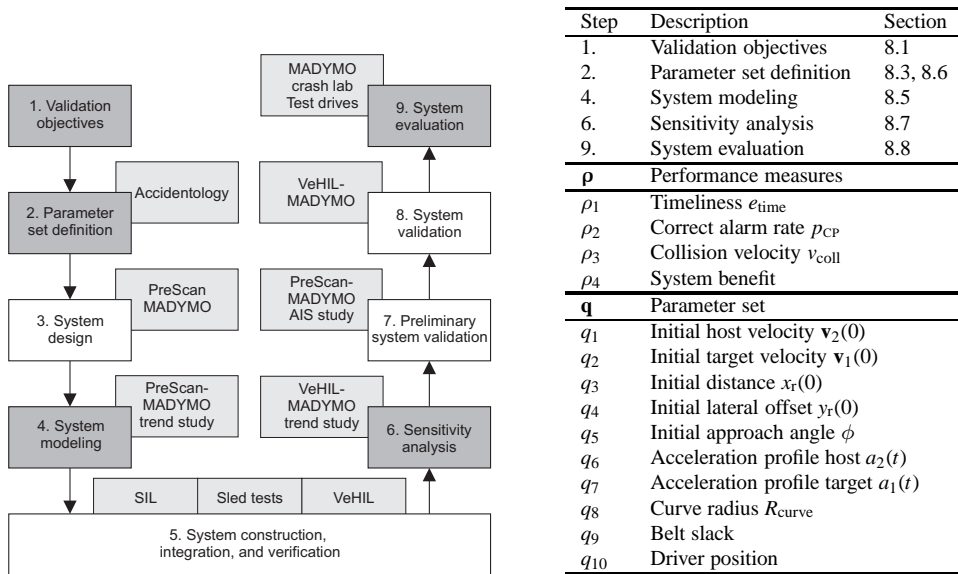 MADYMO
crash lab
Test drives
1. Validation
objectives
9. System
evaluation
Accidentology
VeHIL-
MADYMO
2. Parameter
set definition
8. System
validation
PreScan
MADYMO
PreScan-
MADYMO
AIS study
3. System
design
7. Preliminary
system validation
PreScan-
MADYMO
trend study
VeHIL-
MADYMO
trend study
4. System
modeling
6. Sensitivity
analysis
SIL
Sled tests
VeHIL
5. System construction,
integration, and verification
Step Description Section
1. Validation objectives 8.1
2. Parameter set definition 8.3, 8.6
4. System modeling 8.5
6. Sensitivity analysis 8.7
9. System evaluation 8.8
ρ Performance measures
ρ1 Timeliness e_time
ρ2 Correct alarm rate p_CP
ρ3 Collision velocity v_coll
ρ4 System benefit
q Parameter set
q1 Initial host velocity v2(0)
q2 Initial target velocity v1(0)
q3 Initial distance x_r(0)
q4 Initial lateral offset y_r(0)
q5 Initial approach angle ϕ
q6 Acceleration profile host a2(t)
q7 Acceleration profile target a1(t)
q8 Curve radius R_curve
q9 Belt slack
q10 Driver position